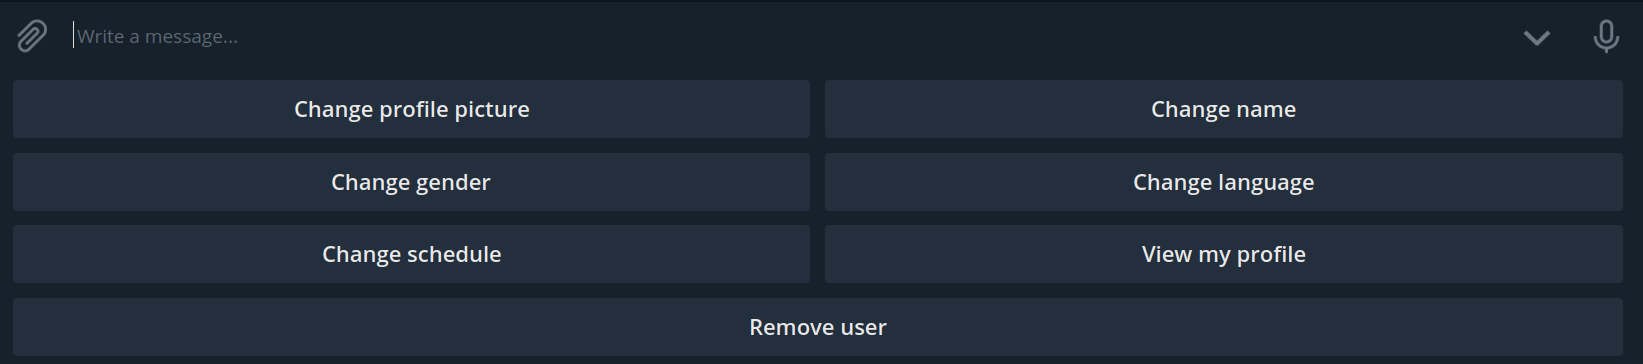 Write a message...
Change profile picture
Change name
Change gender
Change language
Change schedule
View my profile
Remove user